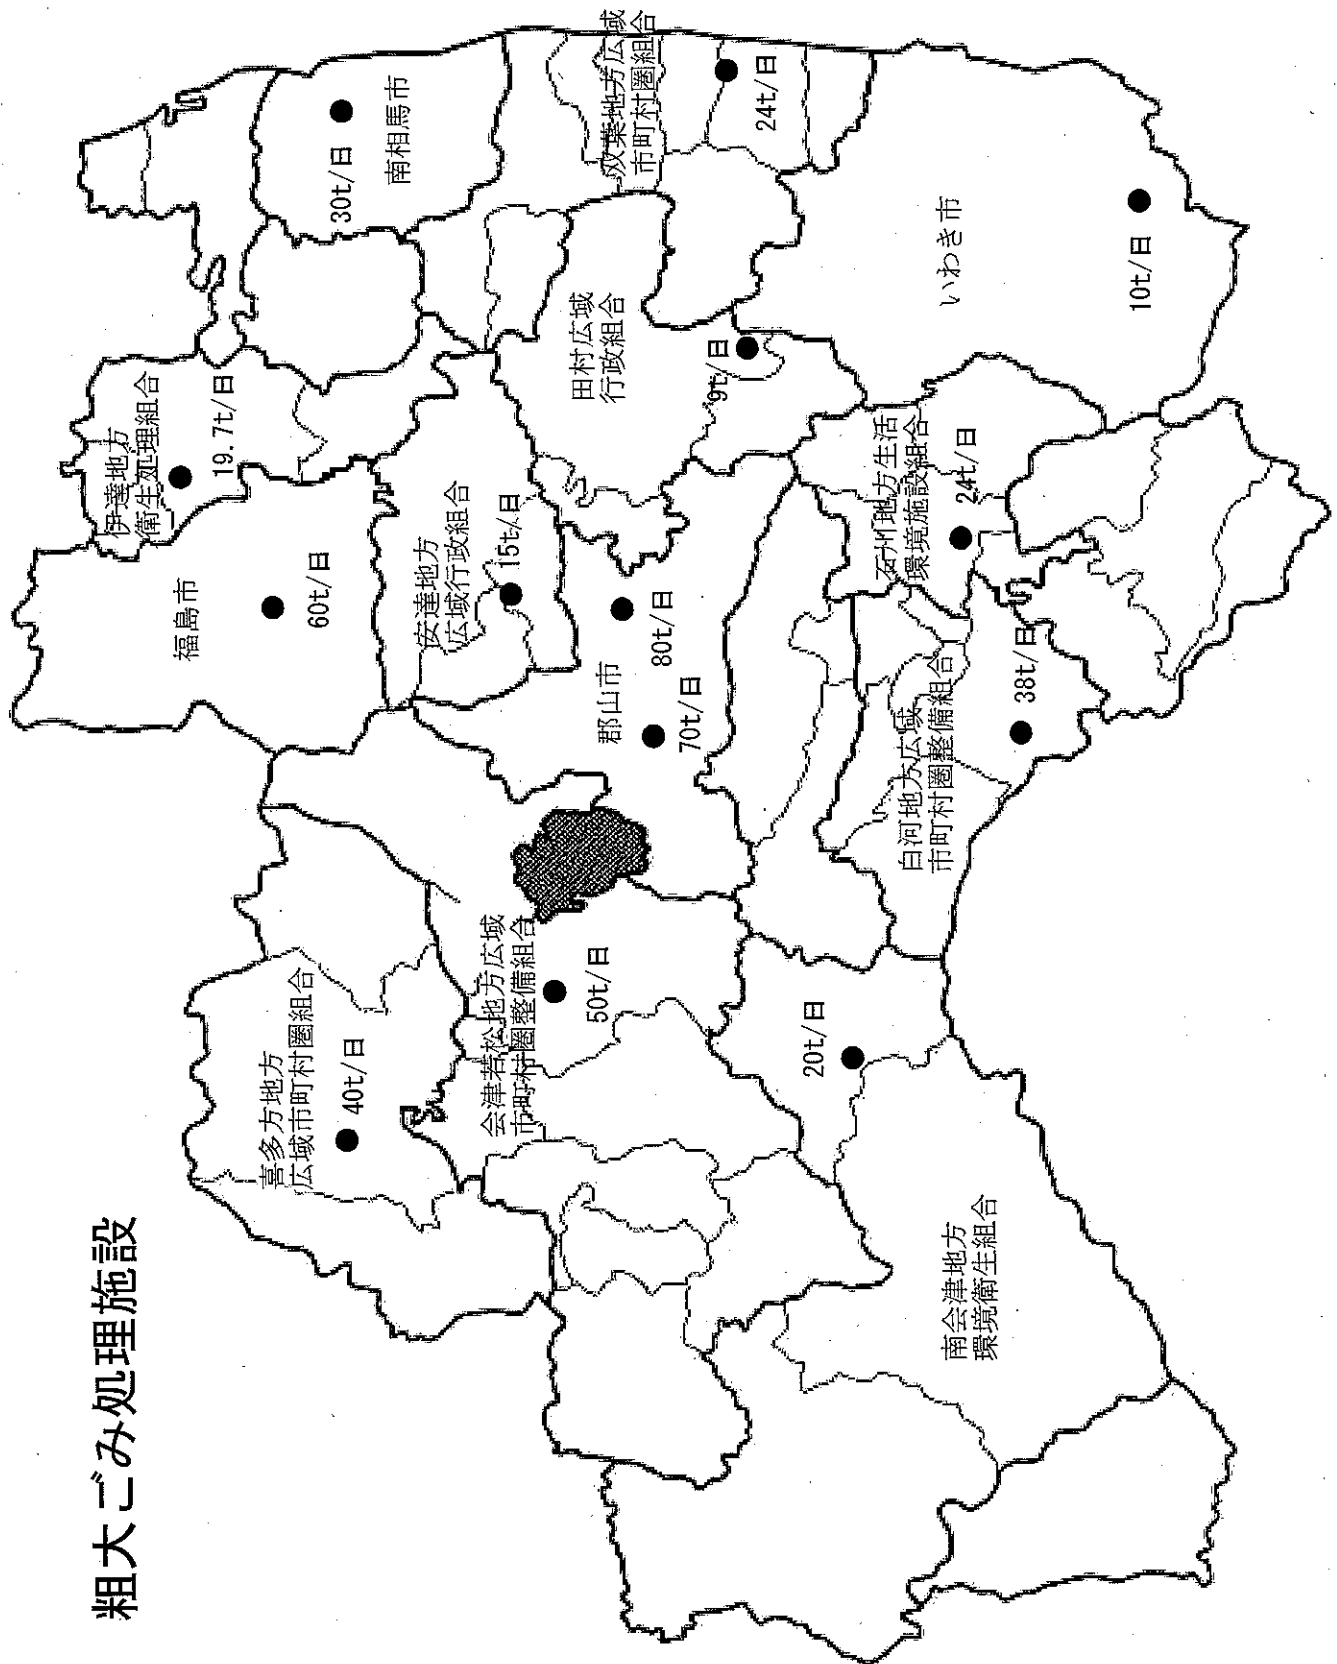 粗大ごみ処理施設
福島市
60t/日
伊達地方
衛生処理組合
19.7t/日
30t/日
南相馬市
安達地方
広域行政組合
15t/日
双葉地方広域
市町村圏組合
24t/日
田村広域
行政組合
9t/日
郡山市
80t/日
70t/日
喜多方地方
広域市町村圏組合
40t/日
会津若松地方広域
市町村圏整備組合
50t/日
20t/日
南会津地方
環境衛生組合
白河地方広域
市町村圏整備組合
38t/日
石川地方生活
環境施設組合
24t/日
いわき市
10t/日